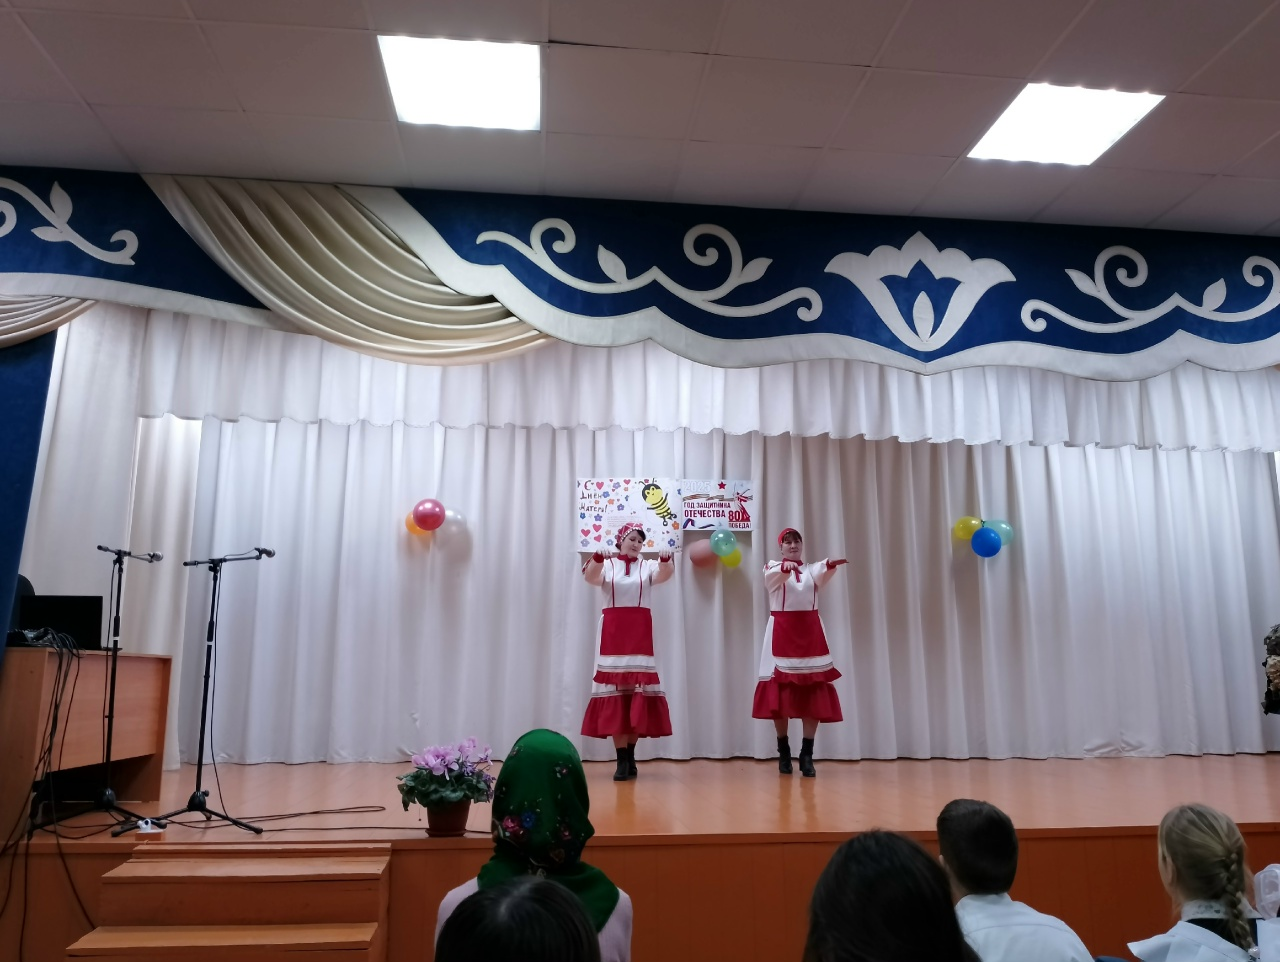 С
Днём
Матери!
2025
ГОД ЗАЩИТНИКА
ОТЕЧЕСТВА
80
ПОБЕДА!